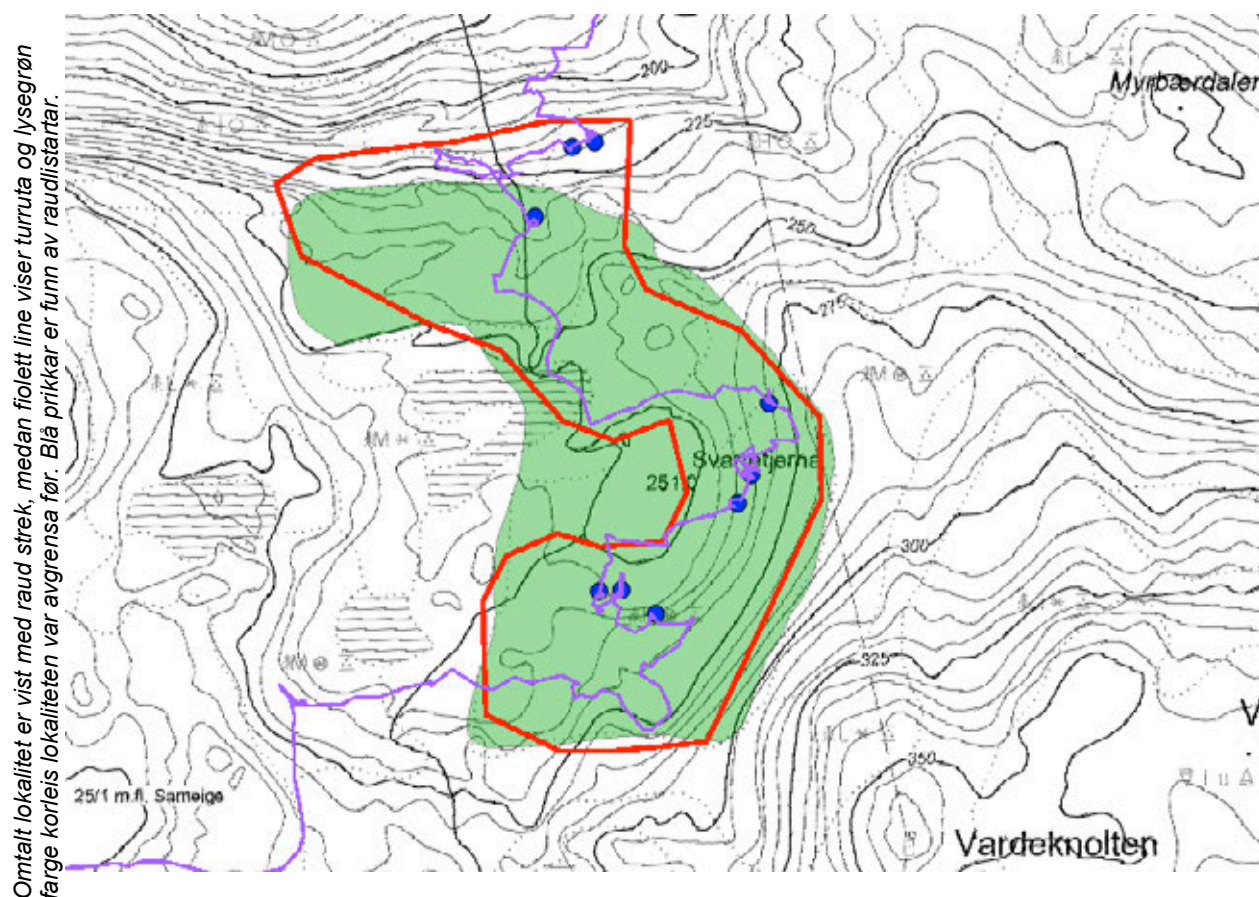 Omtalt lokalitet er vist med raud strek, medan fiolett line viser turruta og lysegrøn
farge korleis lokaliteten var avgrensa før. Blå prikkar er funn av raudlistartar.
200
Myrbærdaler
225
250
275
251.0
300
325
350
V
25/1 m.fl. Sameige
Vardeknolten